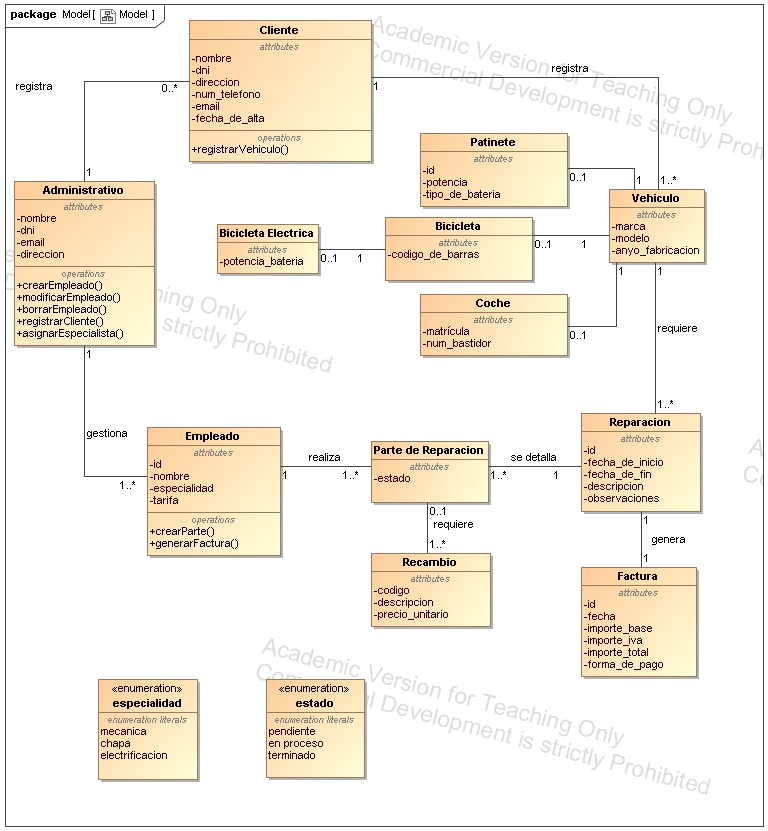 package Model [ Model ]
Cliente
attributes
-nombre
-dni
-direccion
-num_telefono
-email
-fecha_de_alta
operations
+registrarVehiculo()
Academic Version for Teaching Only
Commercial Development is strictly Proh
registra
0..*
1
registra
1
1..*
Administrativo
attributes
-nombre
-dni
-email
-direccion
operations
+crearEmpleado()
+modificarEmpleado()
+borrarEmpleado()
+registrarCliente()
+asignarEspecialista()
ching Only
strictly Prohibited
Patinete
attributes
-id
-potencia
-tipo_de_bateria
0..1
1
Vehiculo
attributes
-marca
-modelo
-anyo_fabricacion
Bicicleta Electrica
attributes
-potencia_bateria
0..1
1
Bicicleta
attributes
-codigo_de_barras
0..1
1
Coche
attributes
-matrícula
-num_bastidor
0..1
1
1
requiere
1..*
1
gestiona
1..*
Empleado
attributes
-id
-nombre
-especialidad
-tarifa
operations
+crearParte()
+generarFactura()
realiza
1
1..*
Parte de Reparacion
attributes
-estado
se detalla
1..*
1
Reparacion
attributes
-id
-fecha_de_inicio
-fecha_de_fin
-descripcion
-observaciones
0..1
requiere
1..*
Recambio
attributes
-codigo
-descripcion
-precio_unitario
1
genera
1
Factura
attributes
-id
-fecha
-importe_base
-importe_iva
-importe_total
-forma_de_pago
Academic Version for Teaching Only
Development is strictly Prohibited
«enumeration»
especialidad
enumeration literals
mecanica
chapa
electrificacion
«enumeration»
estado
enumeration literals
pendiente
en proceso
terminado